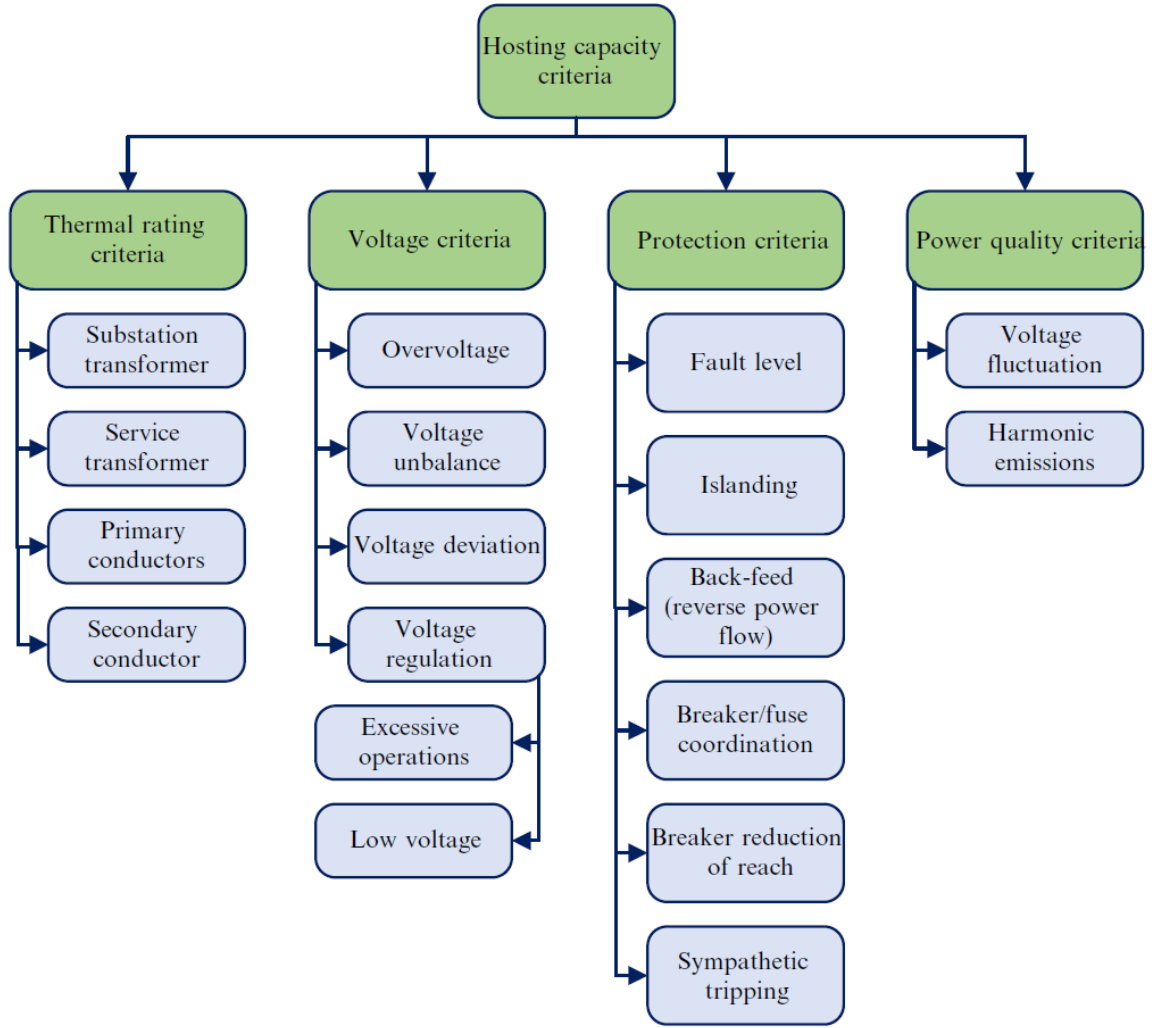 Hosting capacity
criteria
Thermal rating
criteria
Substation
transformer
Service
transformer
Primary
conductors
Secondary
conductor
Voltage criteria
Overvoltage
Voltage
unbalance
Voltage deviation
Voltage
regulation
Excessive
operations
Low voltage
Protection criteria
Fault level
Islanding
Back-feed
(reverse power
flow)
Breaker/fuse
coordination
Breaker reduction
of reach
Sympathetic
tripping
Power quality criteria
Voltage
fluctuation
Harmonic
emissions